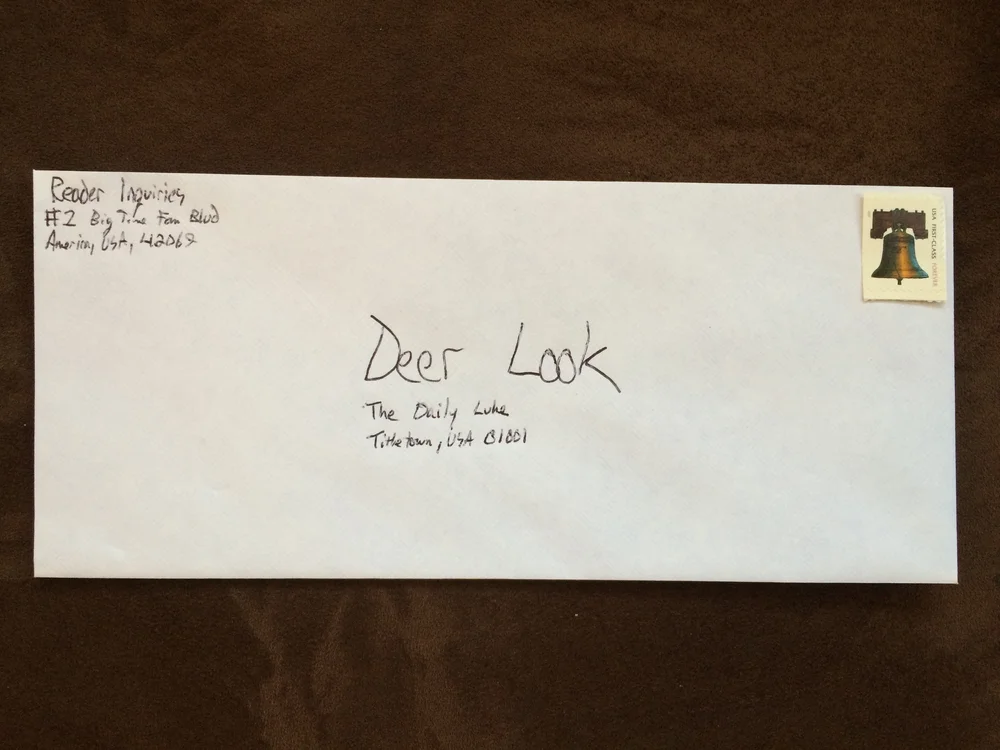 Reader Inquiries
#2 Big Time Fan Blvd
America, USA, 42069
USA FIRST-CLASS FOREVER
Deer Look
The Daily Luke
Titletown, USA 81801